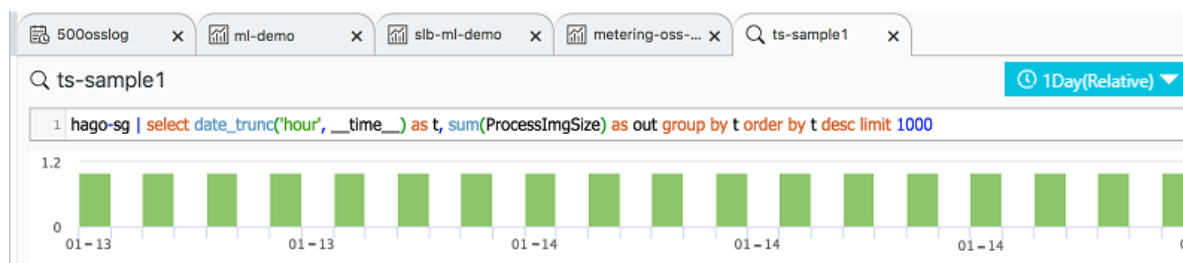 500osslog x ml-demo x slb-ml-demo x metering-oss-... x ts-sample1 x
ts-sample1 1Day(Relative)
1 hago-sg | select date_trunc('hour', __time__) as t, sum(ProcessImgSize) as out group by t order by t desc limit 1000
1.2
0
01-13 01-13 01-14 01-14 01-14